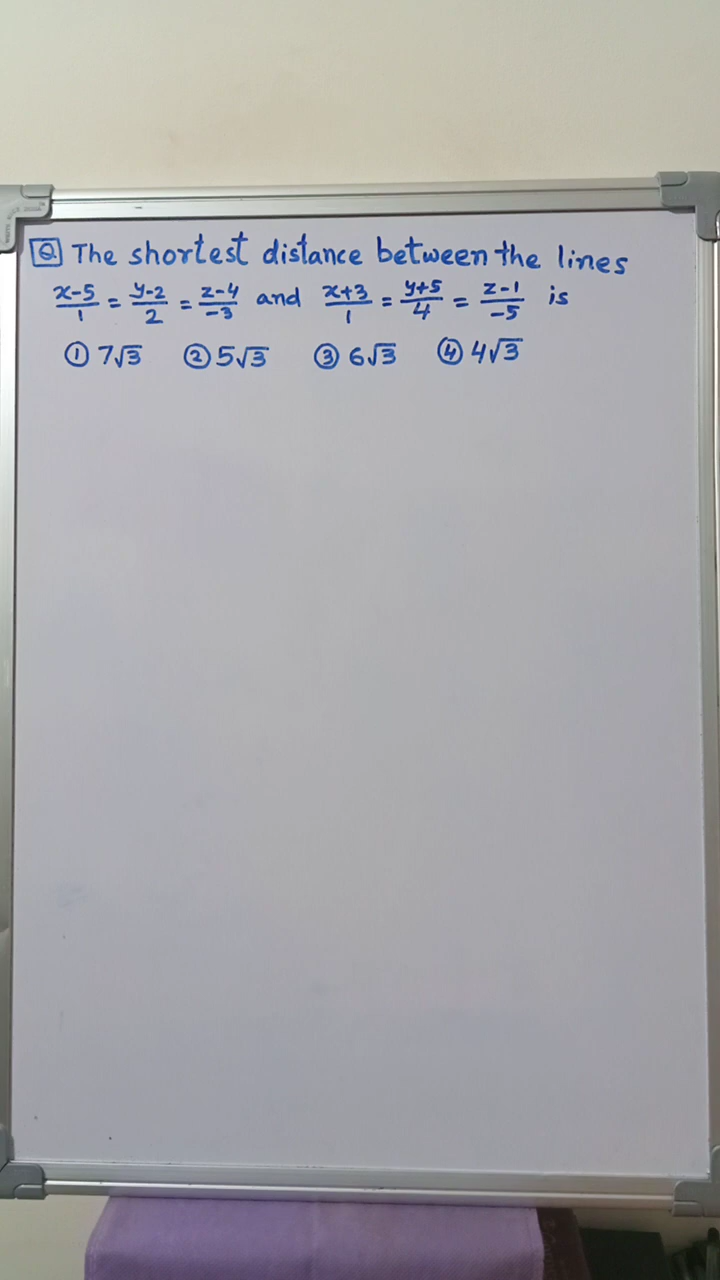 Q. The shortest distance between the lines
x-5/1 = y-2/2 = z-4/-3 and x+3/1 = y+5/4 = z-1/-5 is
① 7√3 ② 5√3 ③ 6√3 ④ 4√3